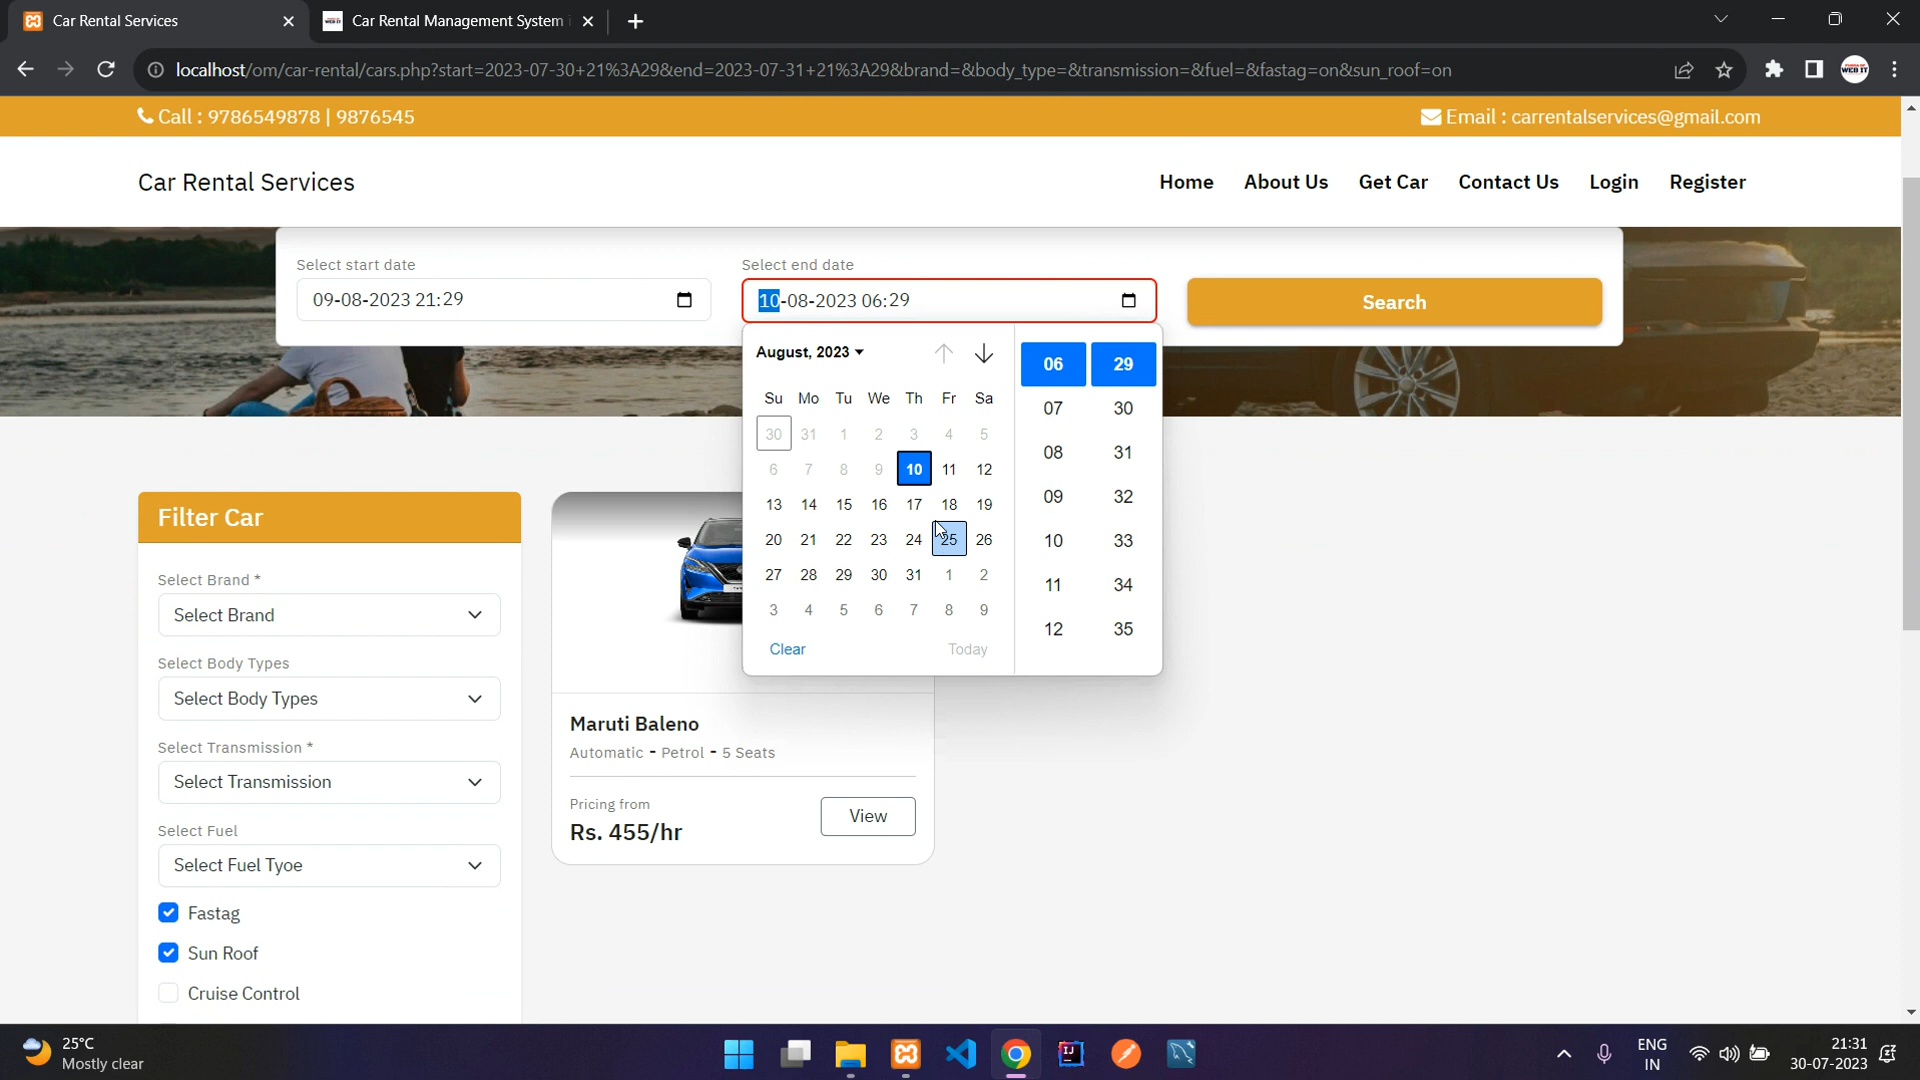 Car Rental Services
Car Rental Management System
localhost/om/car-rental/cars.php?start=2023-07-30+21%3A29&end=2023-07-31+21%3A29&brand=&body_type=&transmission=&fuel=&fastag=on&sun_roof=on
WEB IT
Call : 9786549878 | 9876545
Email : carrentalservices@gmail.com
Car Rental Services
Home About Us Get Car Contact Us Login Register
Select start date
09-08-2023 21:29
Select end date
10-08-2023 06:29
Search
August, 2023
Su Mo Tu We Th Fr Sa
30 31 1 2 3 4 5
6 7 8 9 10 11 12
13 14 15 16 17 18 19
20 21 22 23 24 25 26
27 28 29 30 31 1 2
3 4 5 6 7 8 9
Clear Today
06 29
07 30
08 31
09 32
10 33
11 34
12 35
Filter Car
Select Brand *
Select Brand
Select Body Types
Select Body Types
Select Transmission *
Select Transmission
Select Fuel
Select Fuel Tyoe
Fastag
Sun Roof
Cruise Control
Maruti Baleno
Automatic - Petrol - 5 Seats
Pricing from
Rs. 455/hr
View
25°C
Mostly clear
IJ
ENG
IN
21:31
30-07-2023